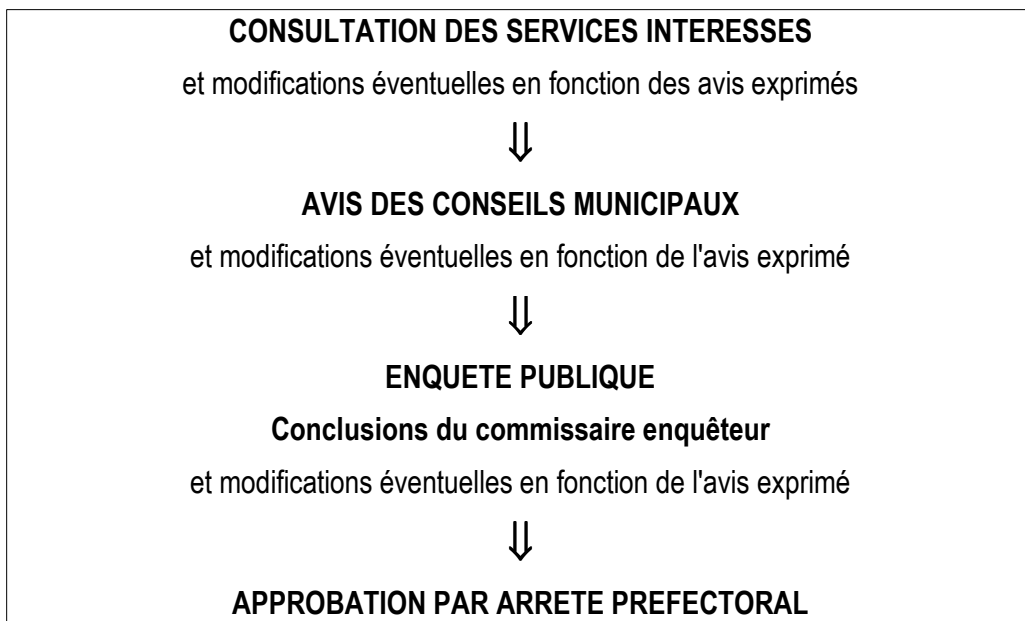 CONSULTATION DES SERVICES INTERESSES
et modifications éventuelles en fonction des avis exprimés
⇓
AVIS DES CONSEILS MUNICIPAUX
et modifications éventuelles en fonction de l'avis exprimé
⇓
ENQUETE PUBLIQUE
Conclusions du commissaire enquêteur
et modifications éventuelles en fonction de l'avis exprimé
⇓
APPROBATION PAR ARRETE PREFECTORAL